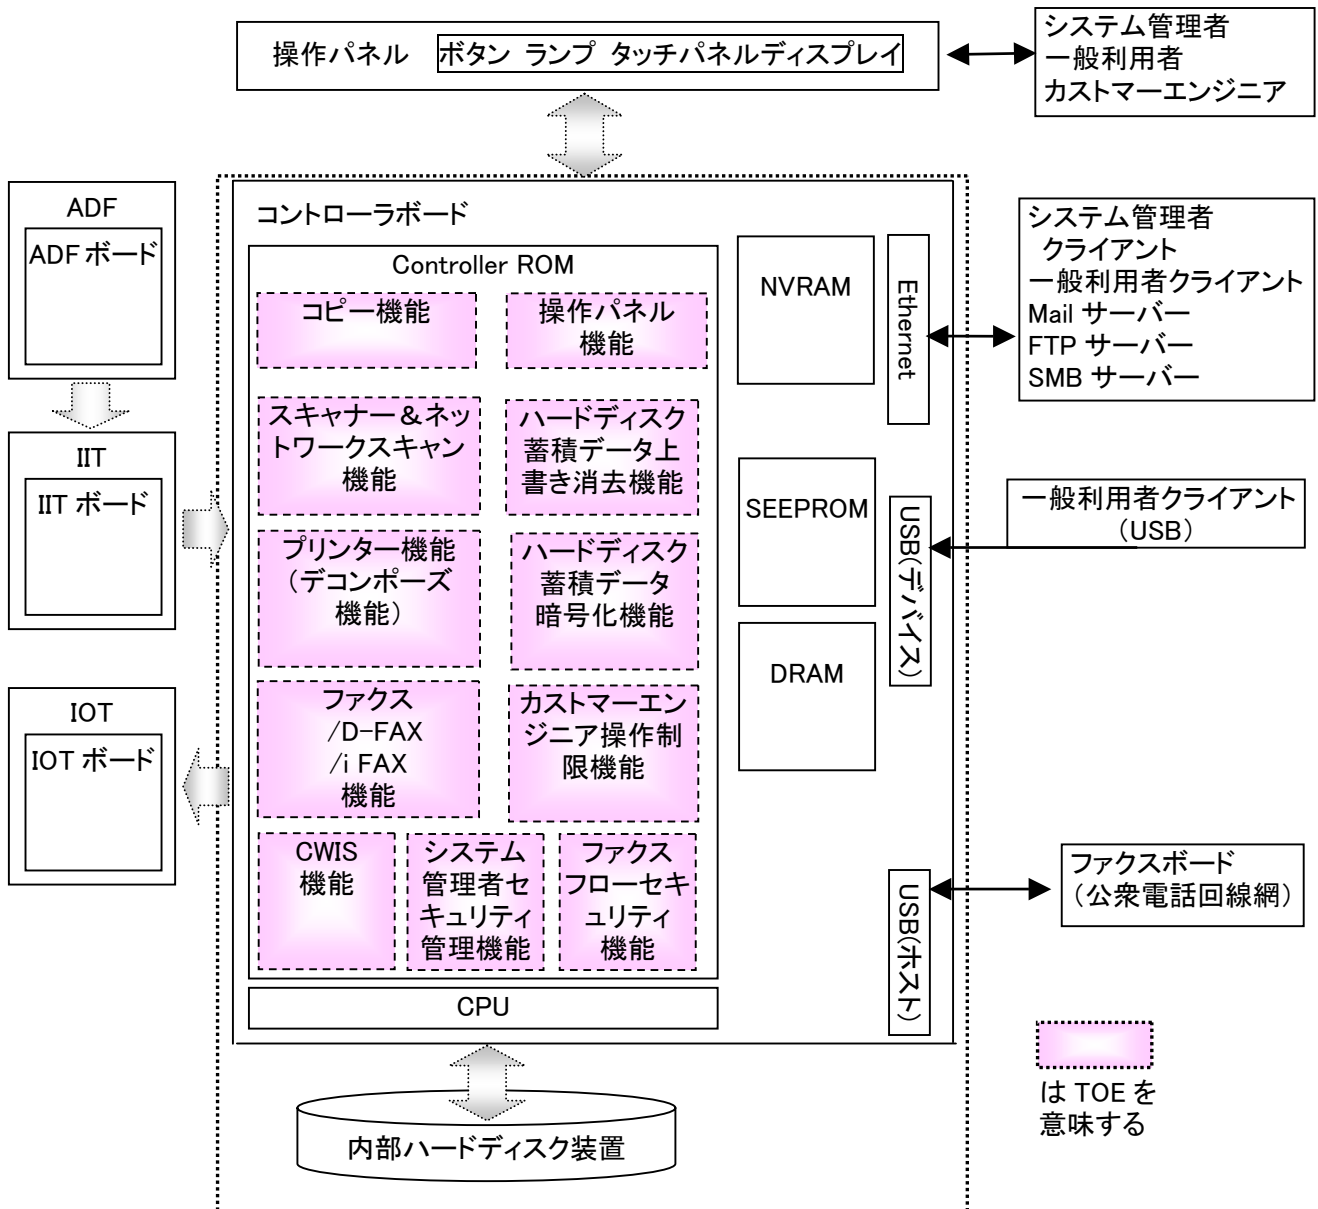 操作パネル ボタン ランプ タッチパネルディスプレイ
システム管理者
一般利用者
カストマーエンジニア
ADF
ADF ボード
IIT
IIT ボード
IOT
IOT ボード
コントローラボード
Controller ROM
コピー機能
操作パネル
機能
スキャナー＆ネッ
トワークスキャン
機能
ハードディスク
蓄積データ上
書き消去機能
プリンター機能
（デコンポーズ
機能）
ハードディスク
蓄積データ
暗号化機能
ファクス
/D-FAX
/i FAX
機能
カストマーエン
ジニア操作制
限機能
CWIS
機能
システム
管理者セ
キュリティ
管理機能
ファクス
フローセキ
ュリティ
機能
CPU
NVRAM
SEEPROM
DRAM
Ethernet
USB(デバイス)
USB(ホスト)
システム管理者
クライアント
一般利用者クライアント
Mail サーバー
FTP サーバー
SMB サーバー
一般利用者クライアント
（USB）
ファクスボード
（公衆電話回線網）
は TOE を
意味する
内部ハードディスク装置